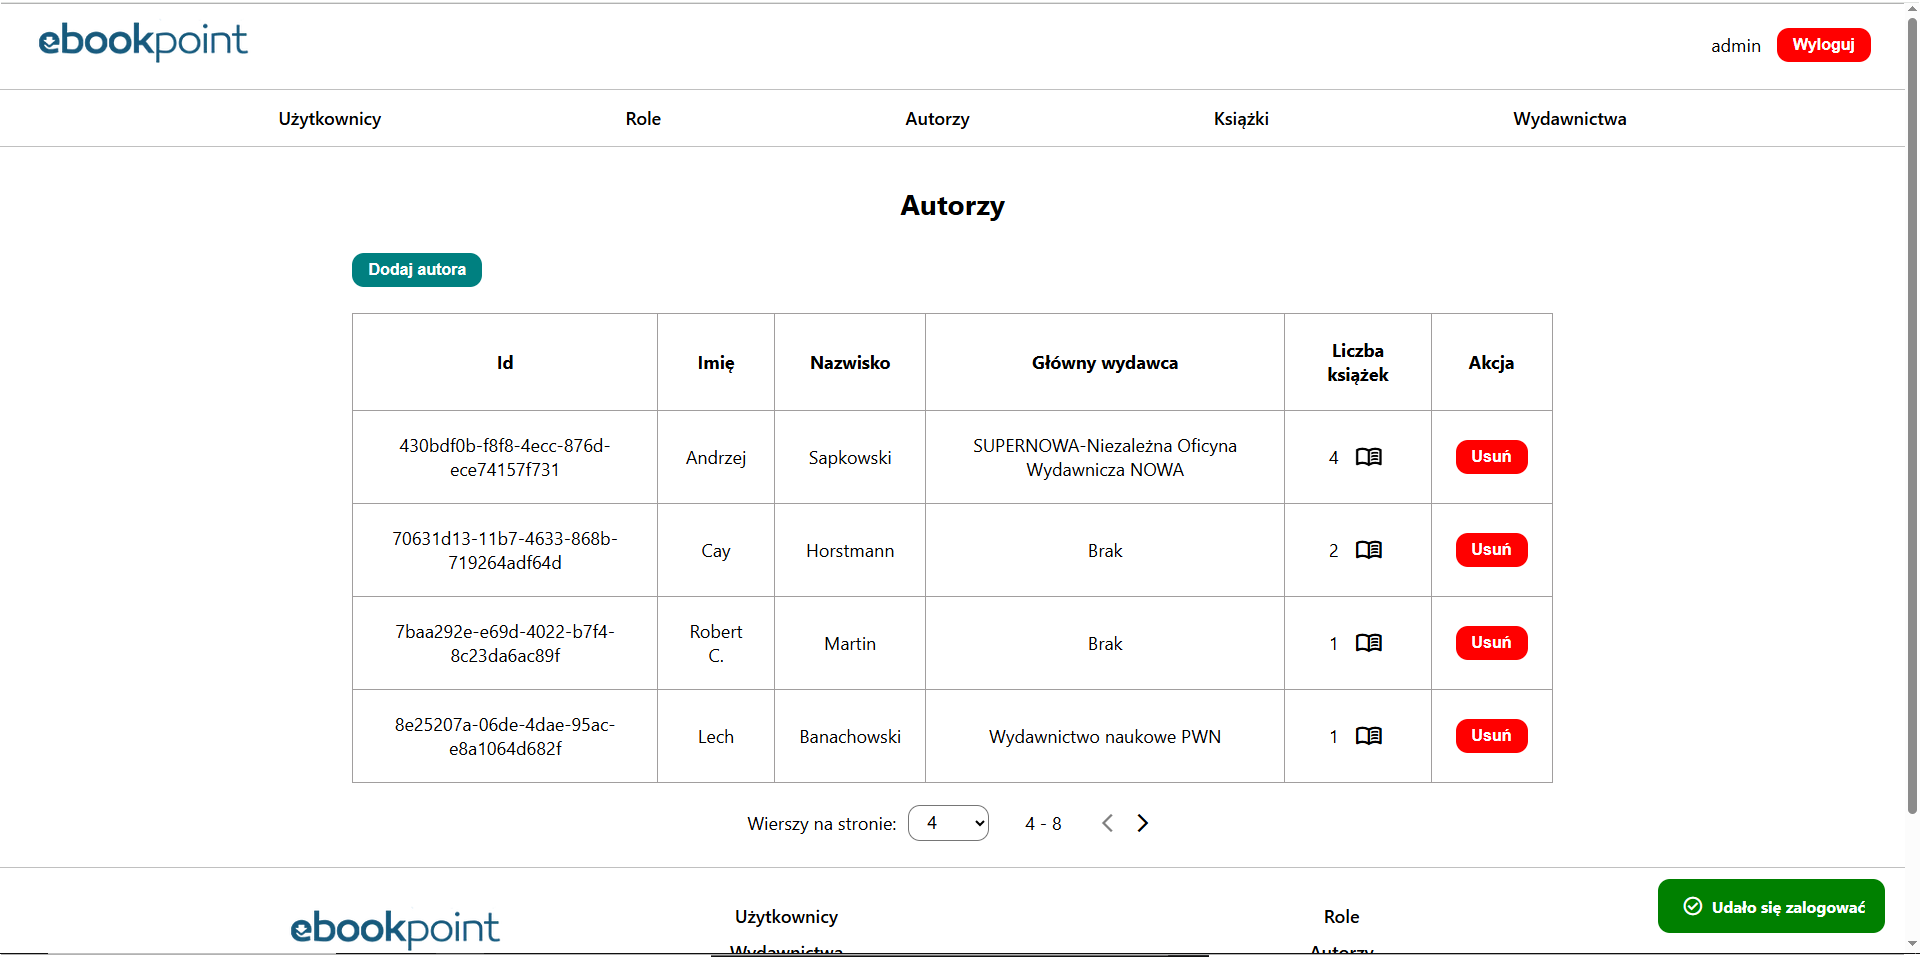 ebookpoint
admin Wyloguj
Użytkownicy Role Autorzy Książki Wydawnictwa
Autorzy
Dodaj autora
Id Imię Nazwisko Główny wydawca Liczba książek Akcja
430bdf0b-f8f8-4ecc-876d-
ece74157f731
Andrzej
Sapkowski
SUPERNOWA-Niezależna Oficyna
Wydawnicza NOWA
4
Usuń
70631d13-11b7-4633-868b-
719264adf64d
Cay
Horstmann
Brak
2
Usuń
7baa292e-e69d-4022-b7f4-
8c23da6ac89f
Robert
C.
Martin
Brak
1
Usuń
8e25207a-06de-4dae-95ac-
e8a1064d682f
Lech
Banachowski
Wydawnictwo naukowe PWN
1
Usuń
Wierszy na stronie: 4 4 - 8
ebookpoint
Użytkownicy
Role
Wydawnictwa
Autorzy
Udało się zalogować